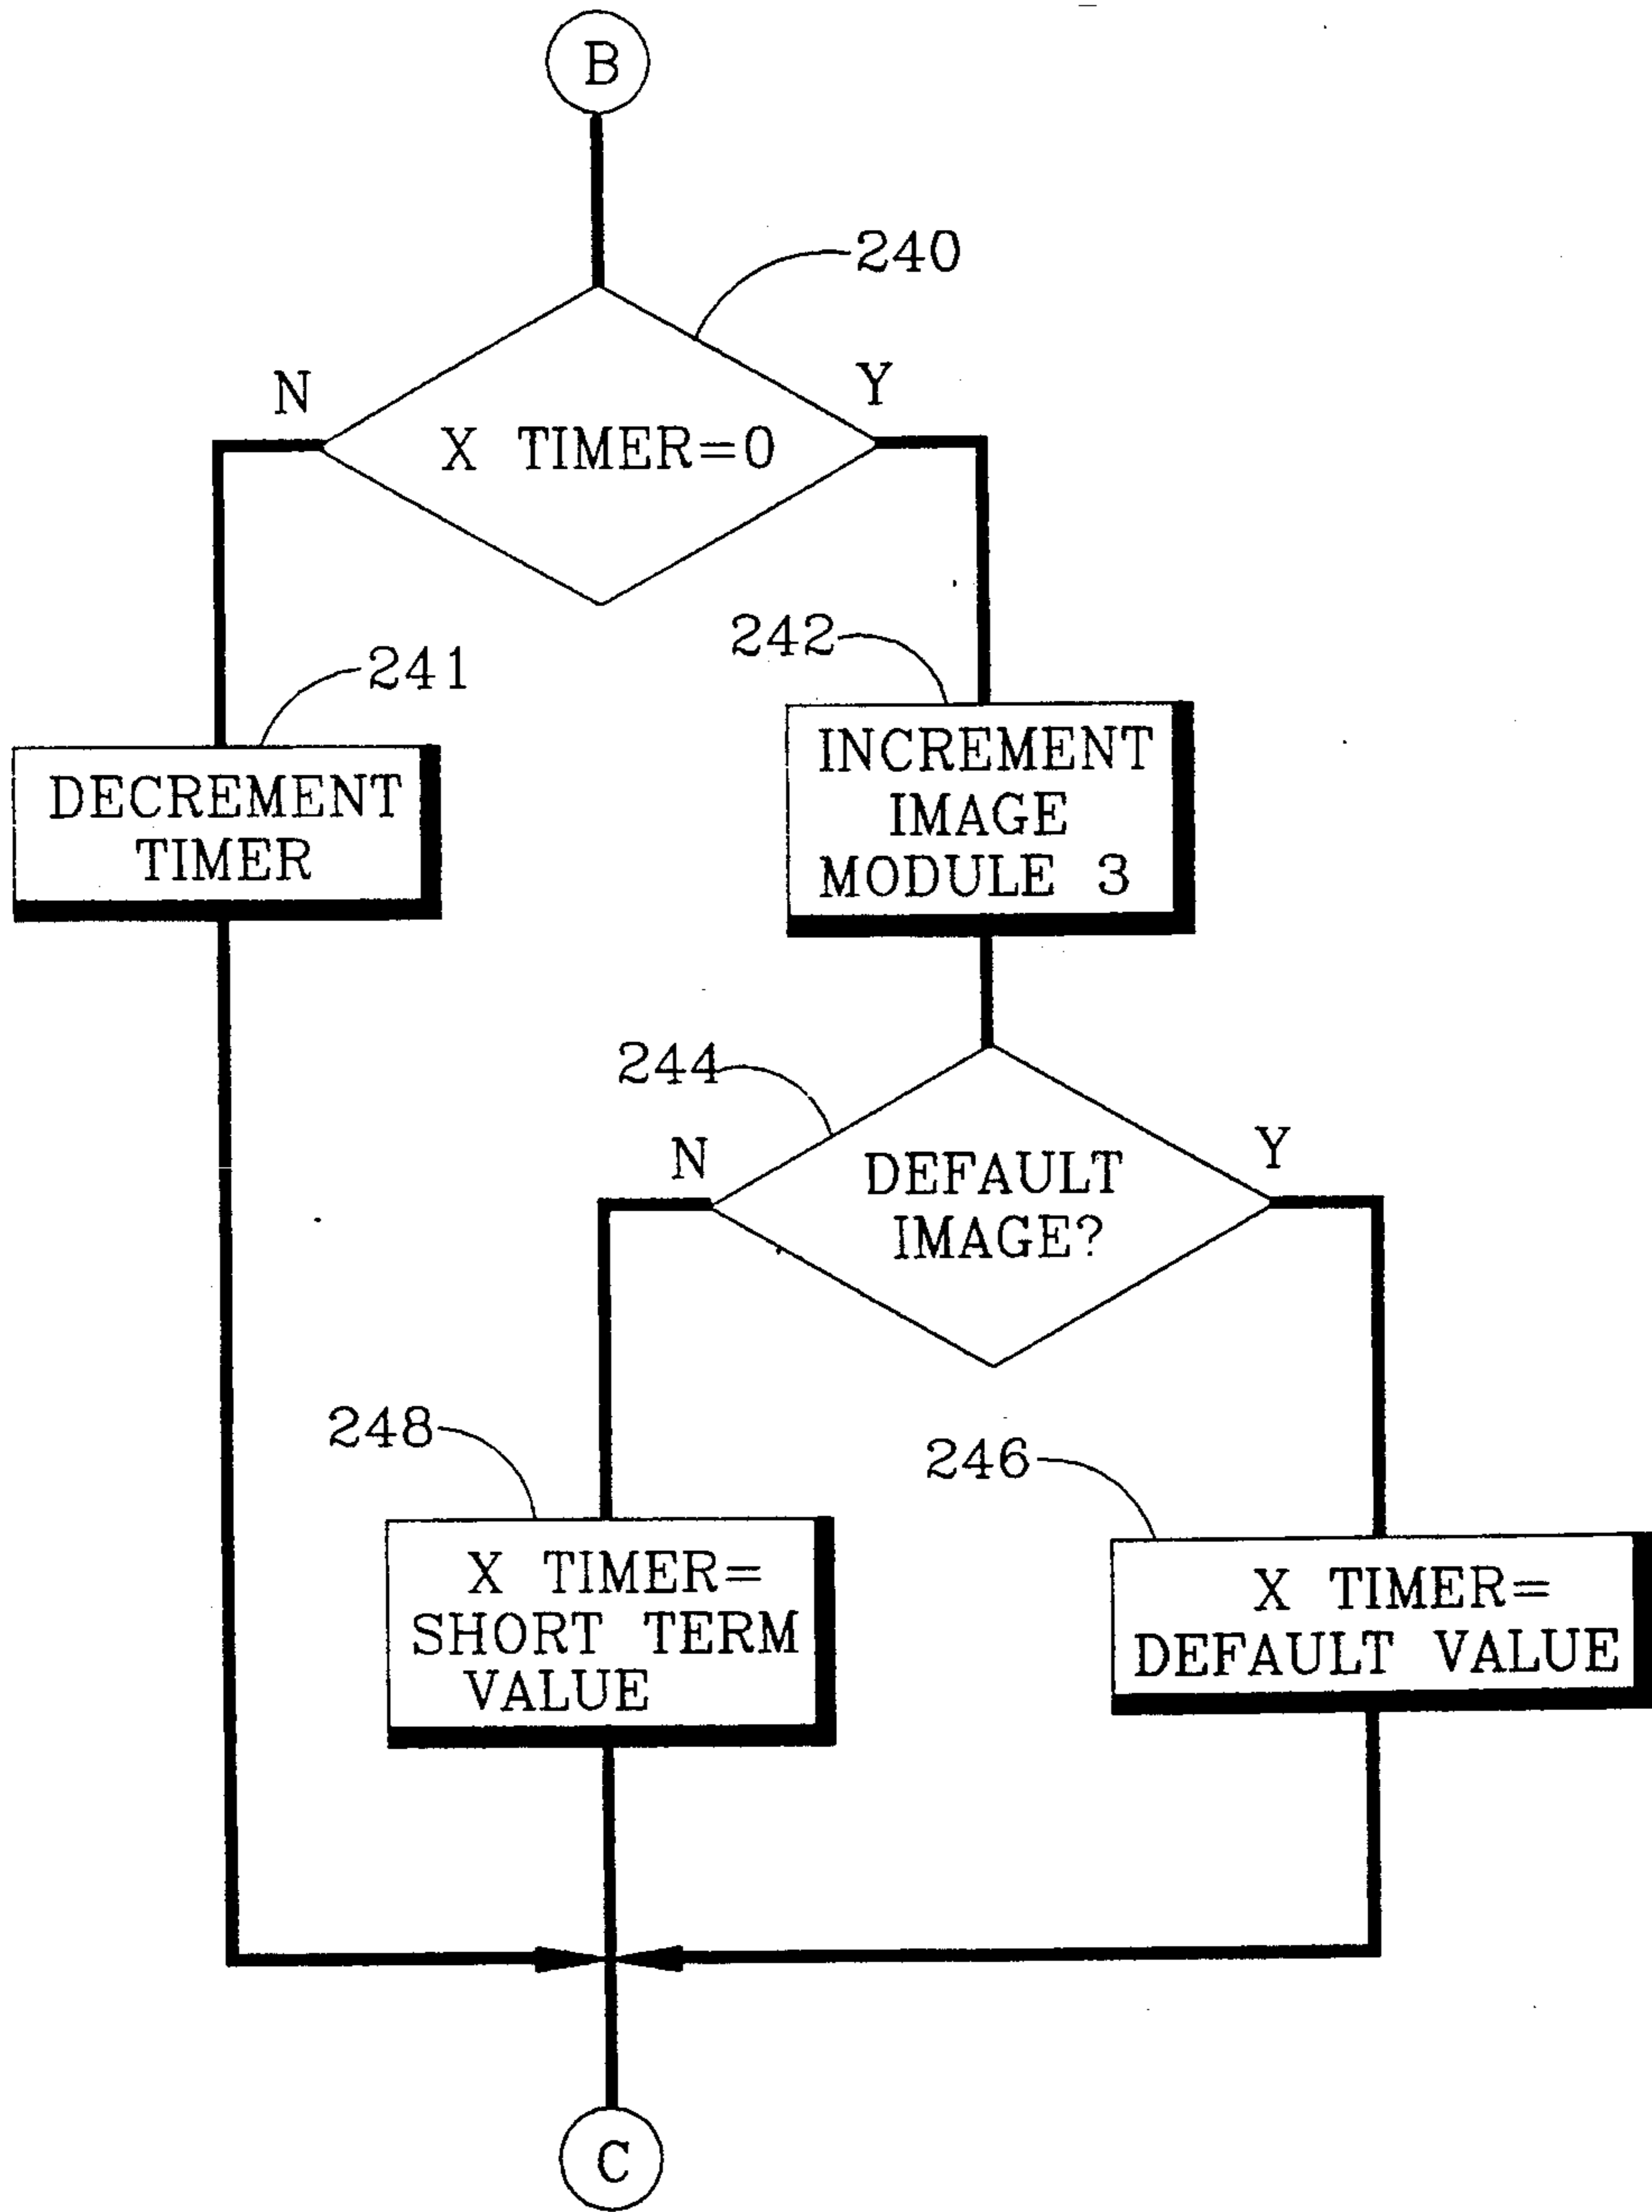 B
240
N
Y
X TIMER=0
242
241
INCREMENT
IMAGE
MODULE 3
DECREMENT
TIMER
244
N
Y
DEFAULT
IMAGE?
248
246
X TIMER=
SHORT TERM
VALUE
X TIMER=
DEFAULT VALUE
C